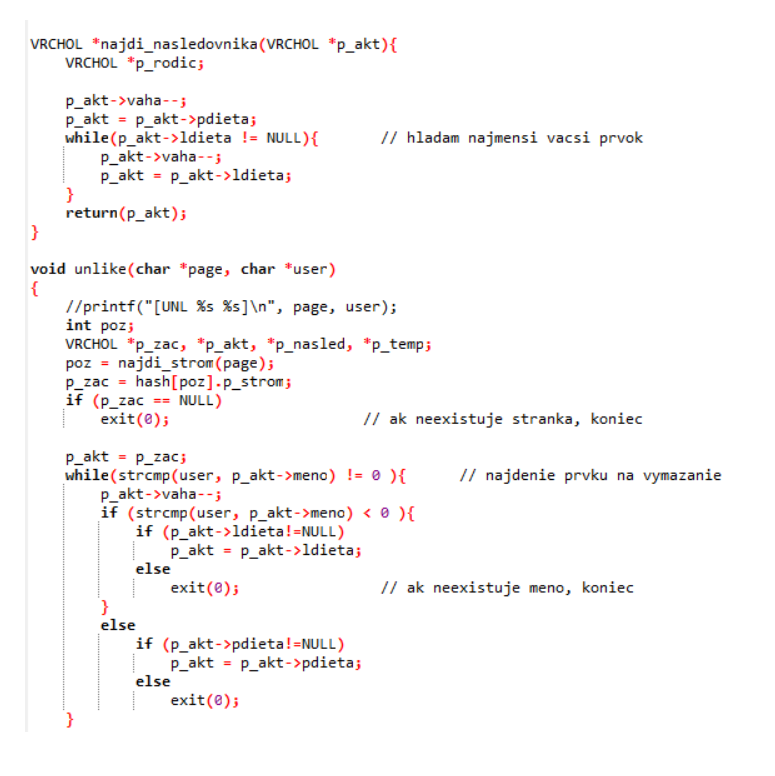 VRCHOL *najdi_nasledovnika(VRCHOL *p_akt){
    VRCHOL *p_rodic;

    p_akt->vaha--;
    p_akt = p_akt->pdieta;
    while(p_akt->ldieta != NULL){        // hladam najmensi vacsi prvok
        p_akt->vaha--;
        p_akt = p_akt->ldieta;
    }
    return(p_akt);
}

void unlike(char *page, char *user)
{
    //printf("[UNL %s %s]\n", page, user);
    int poz;
    VRCHOL *p_zac, *p_akt, *p_nasled, *p_temp;
    poz = najdi_strom(page);
    p_zac = hash[poz].p_strom;
    if (p_zac == NULL)
        exit(0);                // ak neexistuje stranka, koniec

    p_akt = p_zac;
    while(strcmp(user, p_akt->meno) != 0 ){        // najdenie prvku na vymazanie
        p_akt->vaha--;
        if (strcmp(user, p_akt->meno) < 0 ){
            if (p_akt->ldieta!=NULL)
                p_akt = p_akt->ldieta;
            else
                exit(0);                // ak neexistuje meno, koniec
        }
        else
            if (p_akt->pdieta!=NULL)
                p_akt = p_akt->pdieta;
            else
                exit(0);
    }